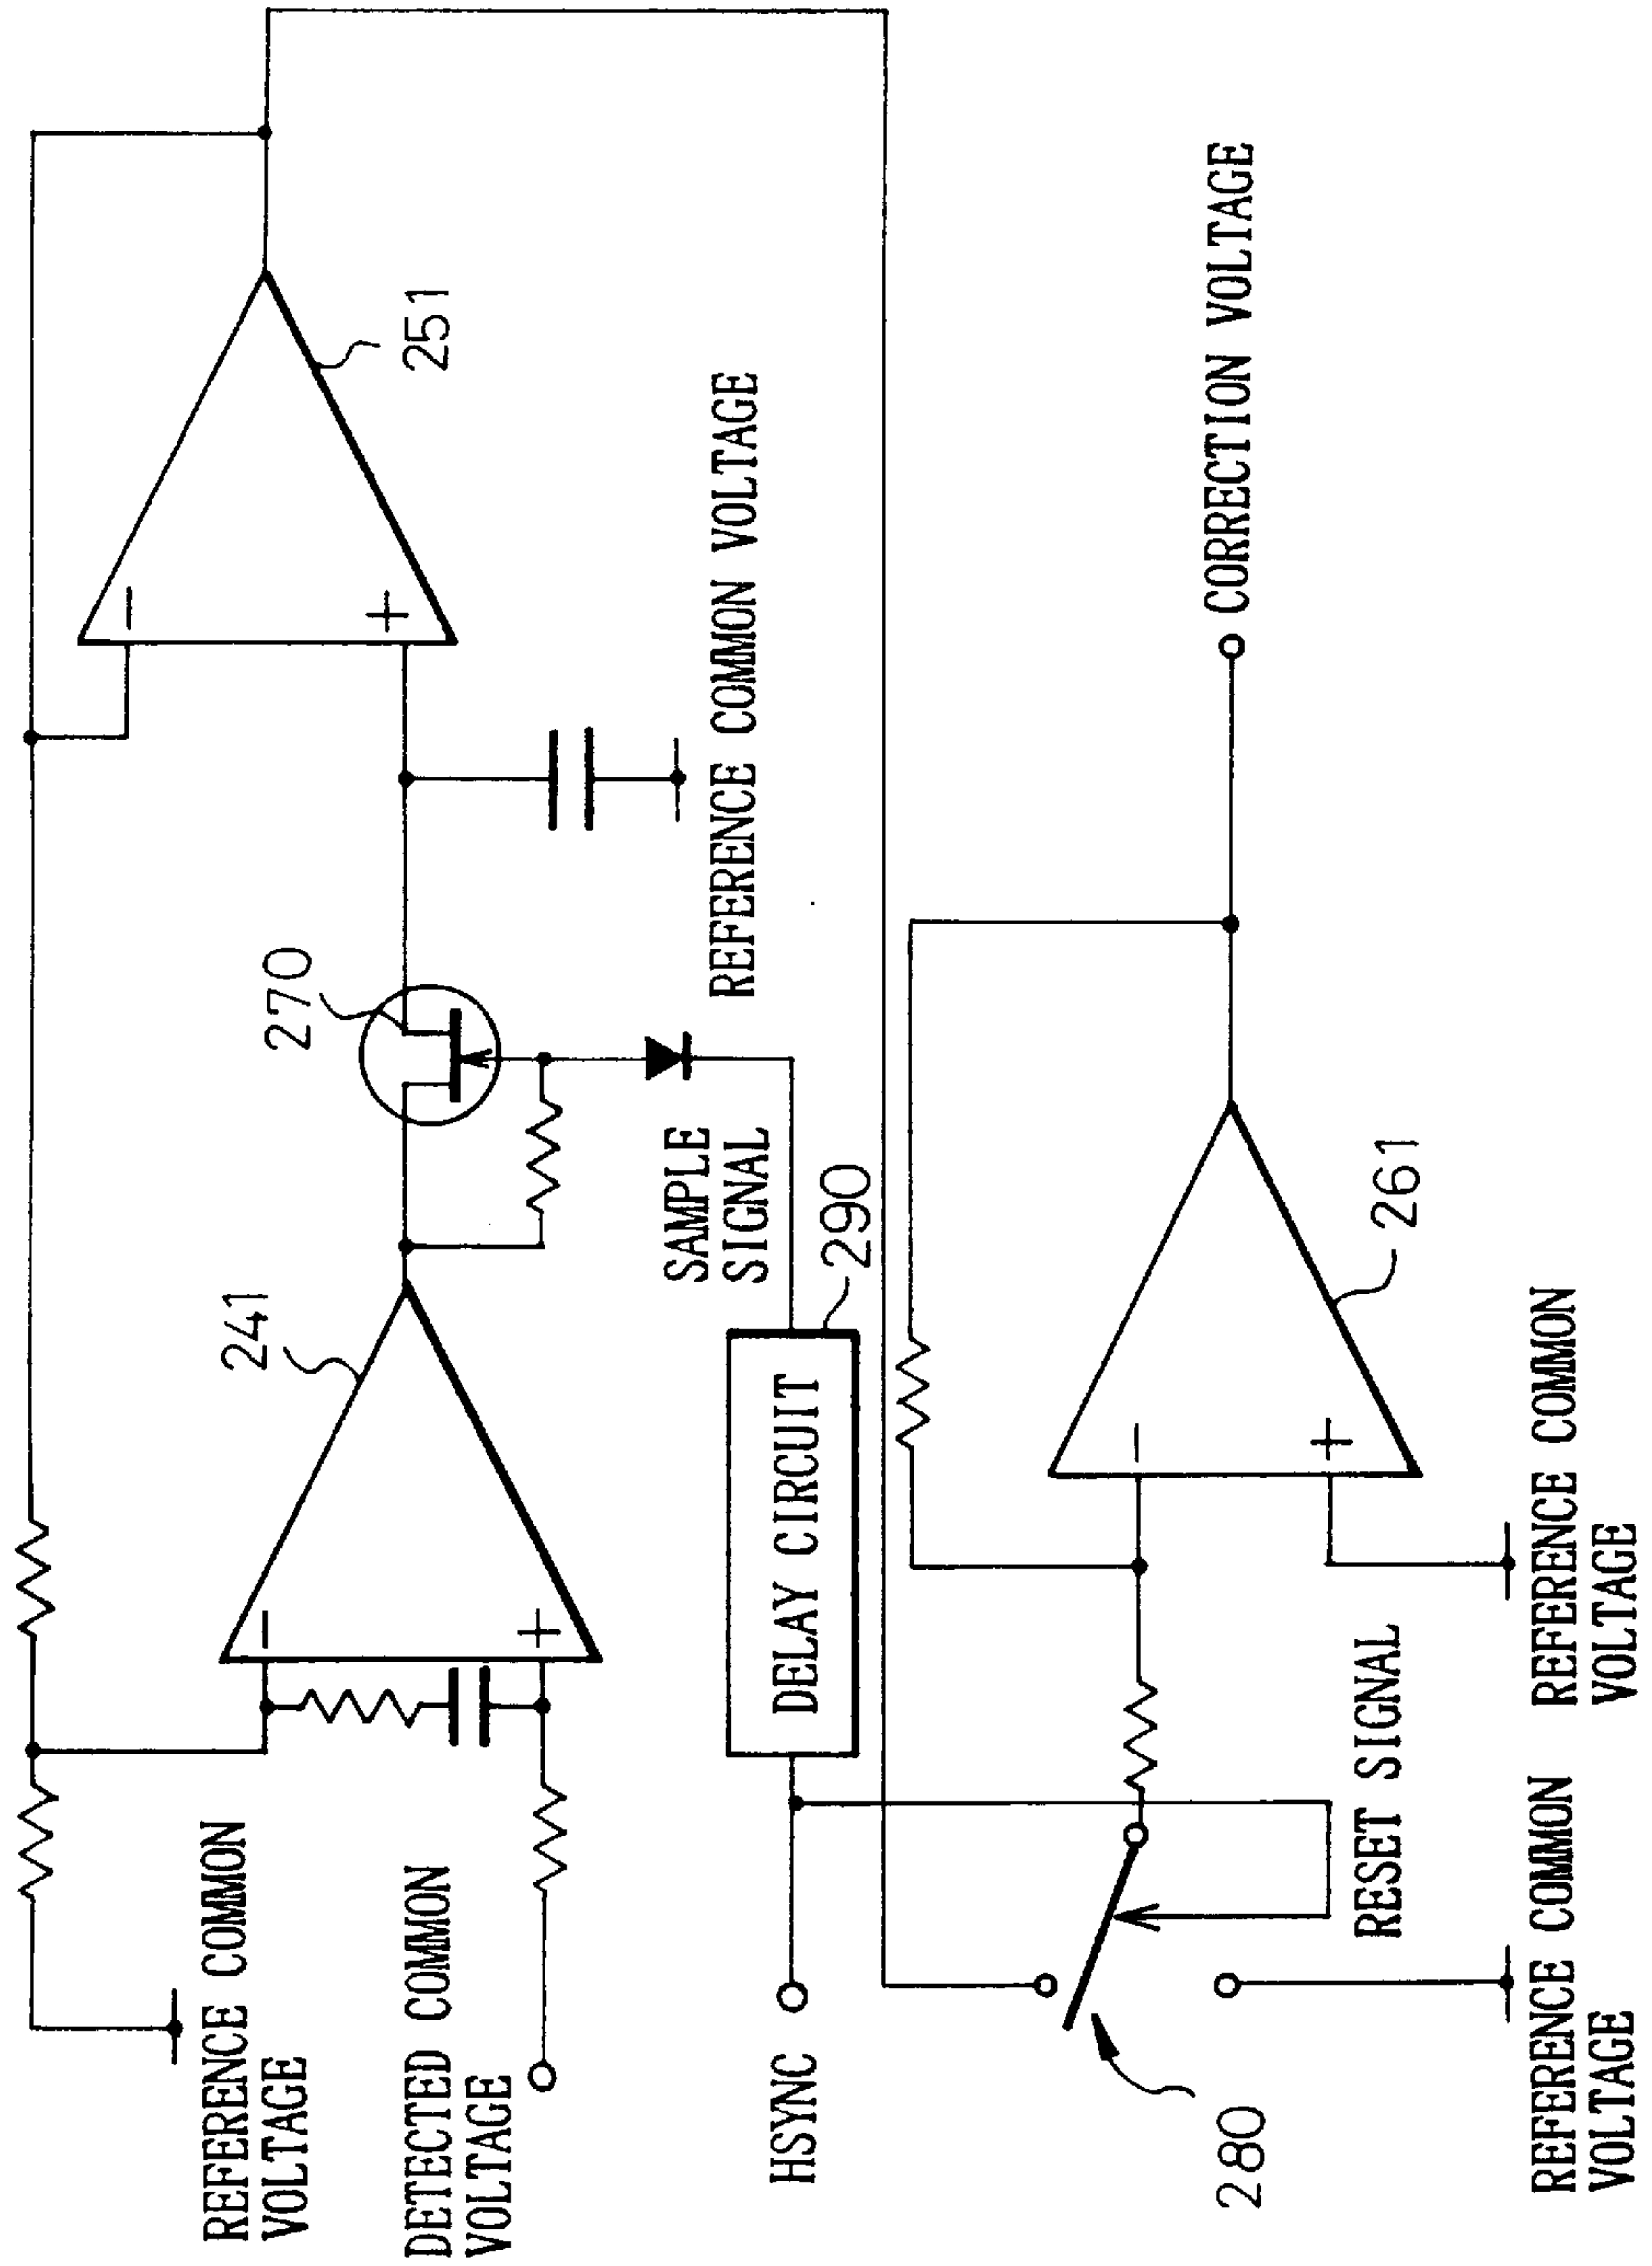 REFERENCE COMMON
VOLTAGE
DETECTED COMMON
VOLTAGE
241
270
251
−
+
−
+
REFERENCE COMMON VOLTAGE
SAMPLE
SIGNAL
HSYNC
DELAY CIRCUIT
290
280
RESET SIGNAL
−
+
261
CORRECTION VOLTAGE
REFERENCE COMMON
VOLTAGE
REFERENCE COMMON
VOLTAGE